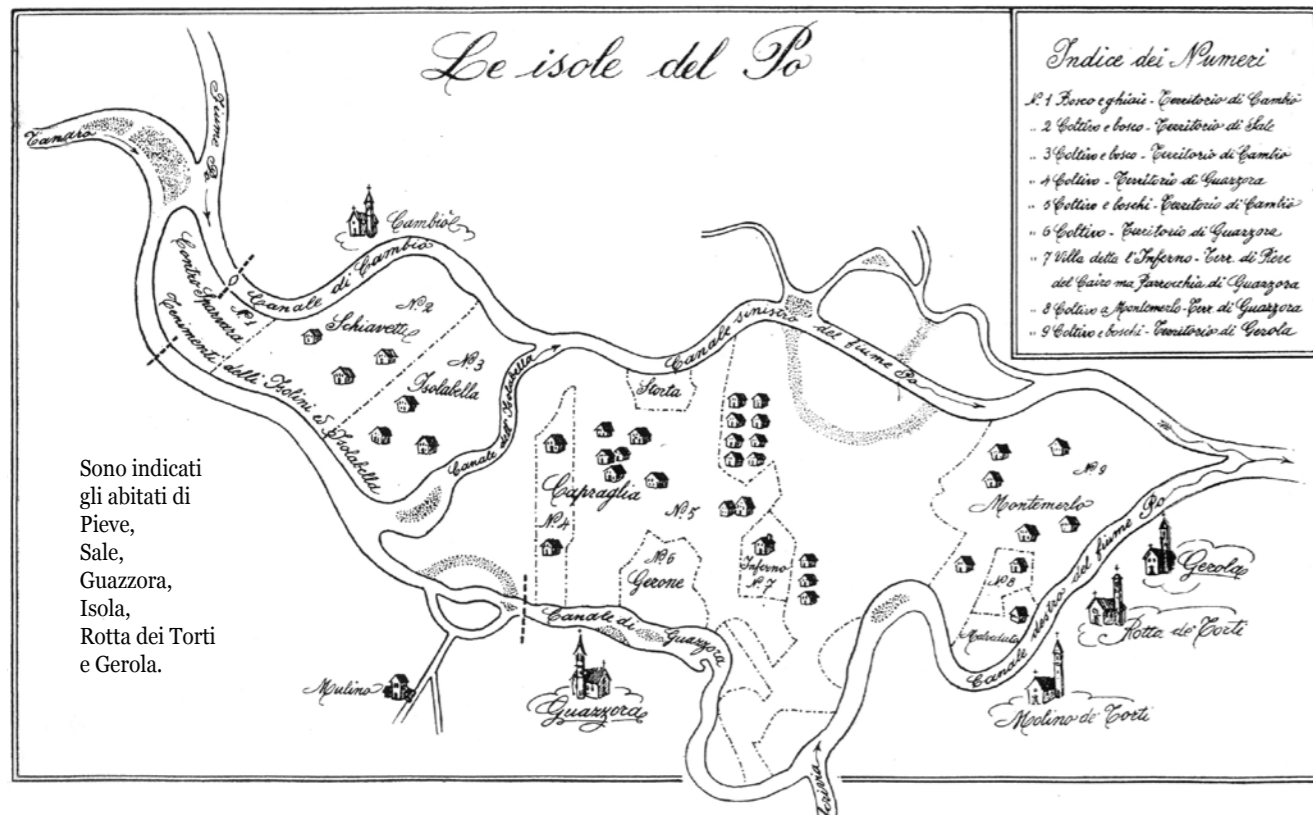 Le isole del Po
Indice dei Numeri
N. 1 Bosco e ghiaie - Territorio di Cambiò
" 2 Coltivo e bosco - Territorio di Sale
" 3 Coltivo e bosco - Territorio di Cambiò
" 4 Coltivo - Territorio di Guazzora
" 5 Coltivo e boschi - Territorio di Cambiò
" 6 Coltivo - Territorio di Guazzora
" 7 Villa detta l'Inferno - Terr. di Pieve
del Cairo ma Parrocchia di Guazzora
" 8 Coltivo a Montemerlo - Terr. di Guazzora
" 9 Coltivo e boschi - Territorio di Gerola
Tanaro
Fiume Po
Cambiò
Canale di Cambiò
Contro Sparvara
N. 1
Tenimenti delli Isolini ed Isolabella
N. 2
Schiavetti
N. 3
Isolabella
Canale dell'Isolabella
Canale sinistro del fiume Po
Storta
Capraglia
N. 4
N. 5
N. 6
Gerone
Inferno
N. 7
N. 9
Montemerlo
N. 8
Malvedata
Canale destro del fiume Po
Gerola
Rotta de' Torti
Molino de' Torti
Canale di Guazzora
Guazzora
Mulino
Sono indicati
gli abitati di
Pieve,
Sale,
Guazzora,
Isola,
Rotta dei Torti
e Gerola.